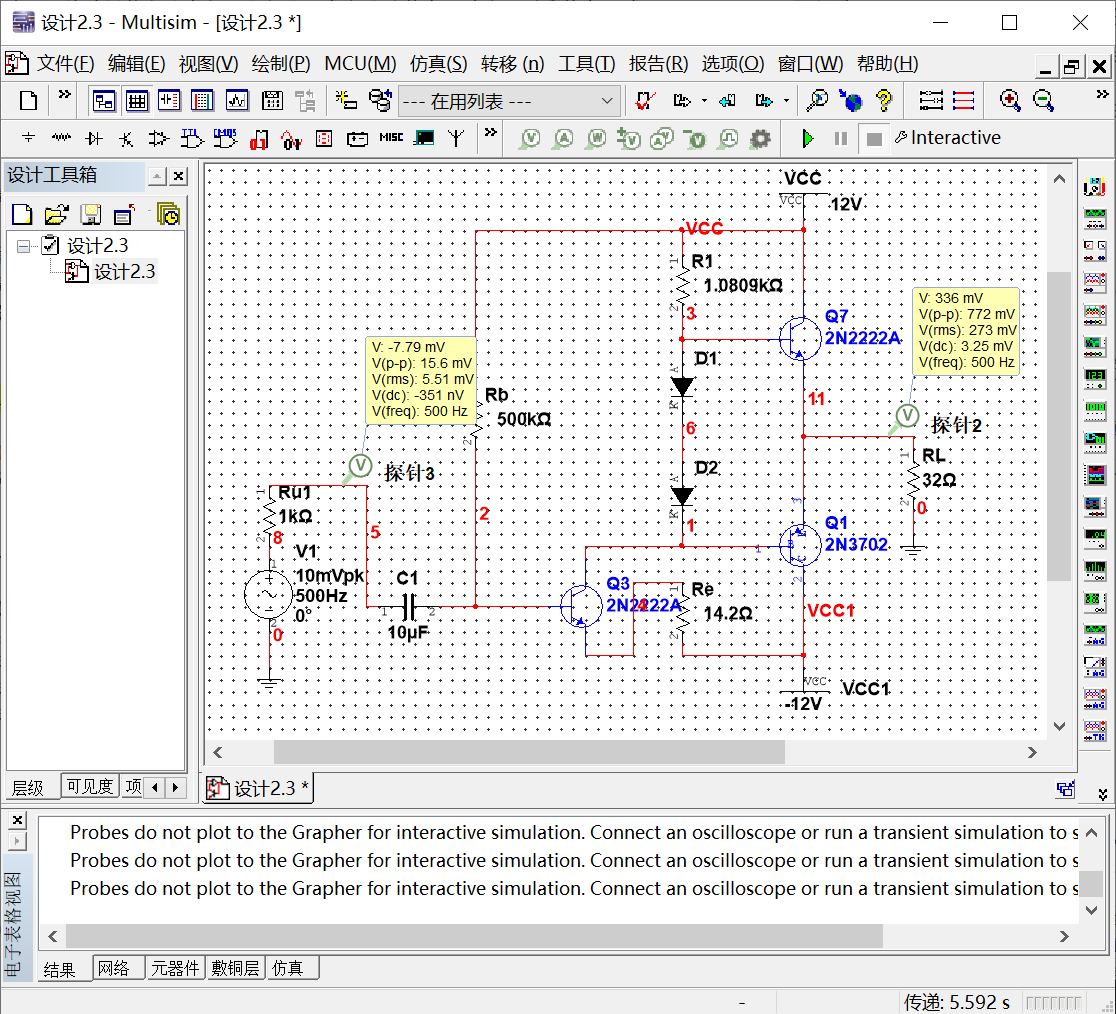 设计2.3 - Multisim - [设计2.3 *]
文件(F) 编辑(E) 视图(V) 绘制(P) MCU(M) 仿真(S) 转移 (n) 工具(T) 报告(R) 选项(O) 窗口(W) 帮助(H)
--- 在用列表 ---
MISC
Interactive
设计工具箱
设计2.3
设计2.3
VCC
VCC
12V
VCC
R1
1.0809kΩ
3
Q7
2N2222A
V: 336 mV
V(p-p): 772 mV
V(rms): 273 mV
V(dc): 3.25 mV
V(freq): 500 Hz
V: -7.79 mV
V(p-p): 15.6 mV
V(rms): 5.51 mV
V(dc): -351 nV
V(freq): 500 Hz
D1
Rb
500kΩ
11
6
探针2
探针3
D2
RL
32Ω
0
Ru1
1kΩ
8
5
2
1
Q1
2N3702
V1
10mVpk
500Hz
0°
0
C1
10μF
Q3
2N2222A
4
Re
14.2Ω
VCC1
VCC
VCC1
-12V
层级 可见度 项
设计2.3 *
Probes do not plot to the Grapher for interactive simulation. Connect an oscilloscope or run a transient simulation to s
Probes do not plot to the Grapher for interactive simulation. Connect an oscilloscope or run a transient simulation to s
Probes do not plot to the Grapher for interactive simulation. Connect an oscilloscope or run a transient simulation to s
电子表格视图
结果 网络 元器件 敷铜层 仿真
- 传递: 5.592 s